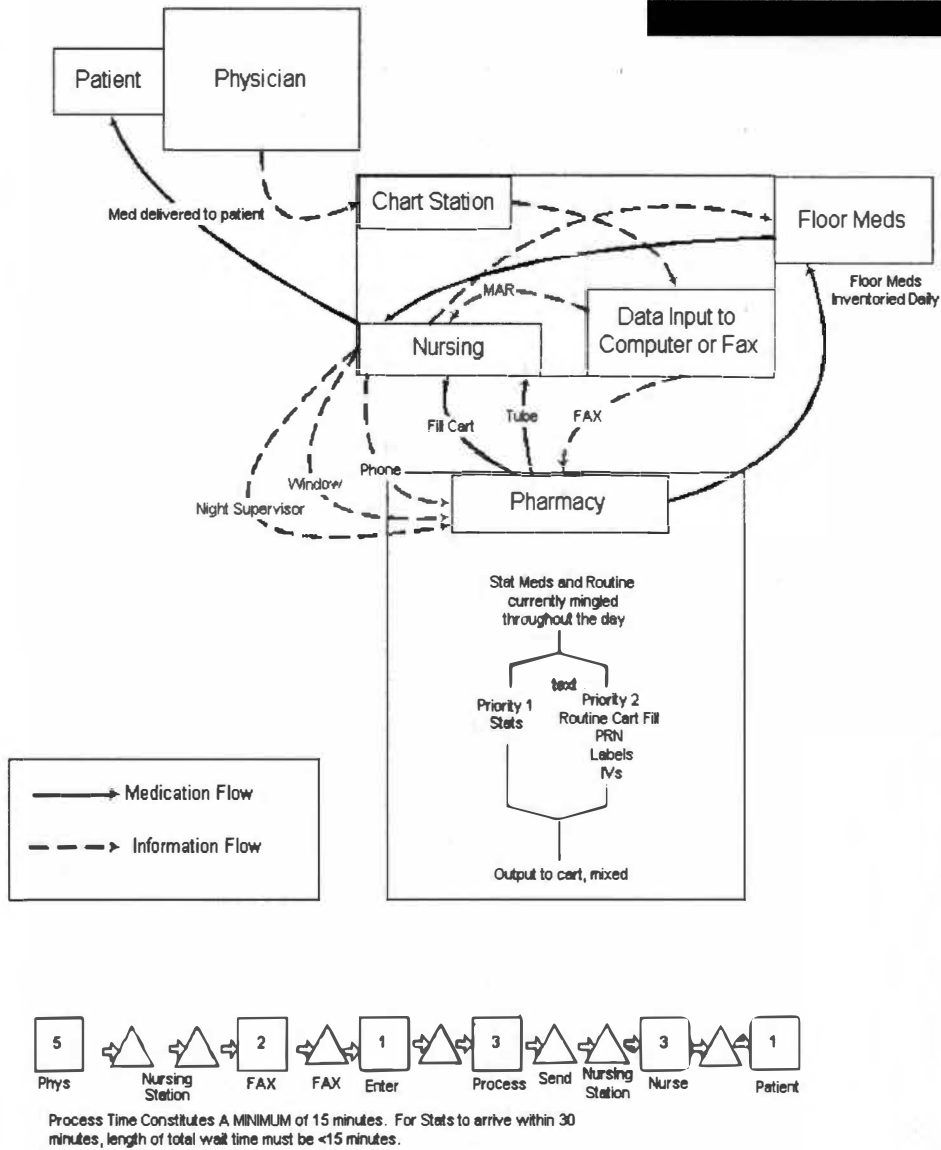 Patient
Physician
Med delivered to patient
Chart Station
Floor Meds
Floor Meds
Inventoried Daily
MAR
Data Input to
Computer or Fax
Nursing
Fill Cart
Tube
FAX
Phone
Window
Night Supervisor
Pharmacy
Stat Meds and Routine
currently mingled
throughout the day
text
Priority 1
Stats
Priority 2
Routine Cart Fill
PRN
Labels
IVs
Output to cart, mixed
Medication Flow
Information Flow
5
2
1
3
3
1
Phys
Nursing
Station
FAX
FAX
Enter
Process
Send
Nursing
Station
Nurse
Patient
Process Time Constitutes A MINIMUM of 15 minutes. For Stats to arrive within 30
minutes, length of total wait time must be <15 minutes.